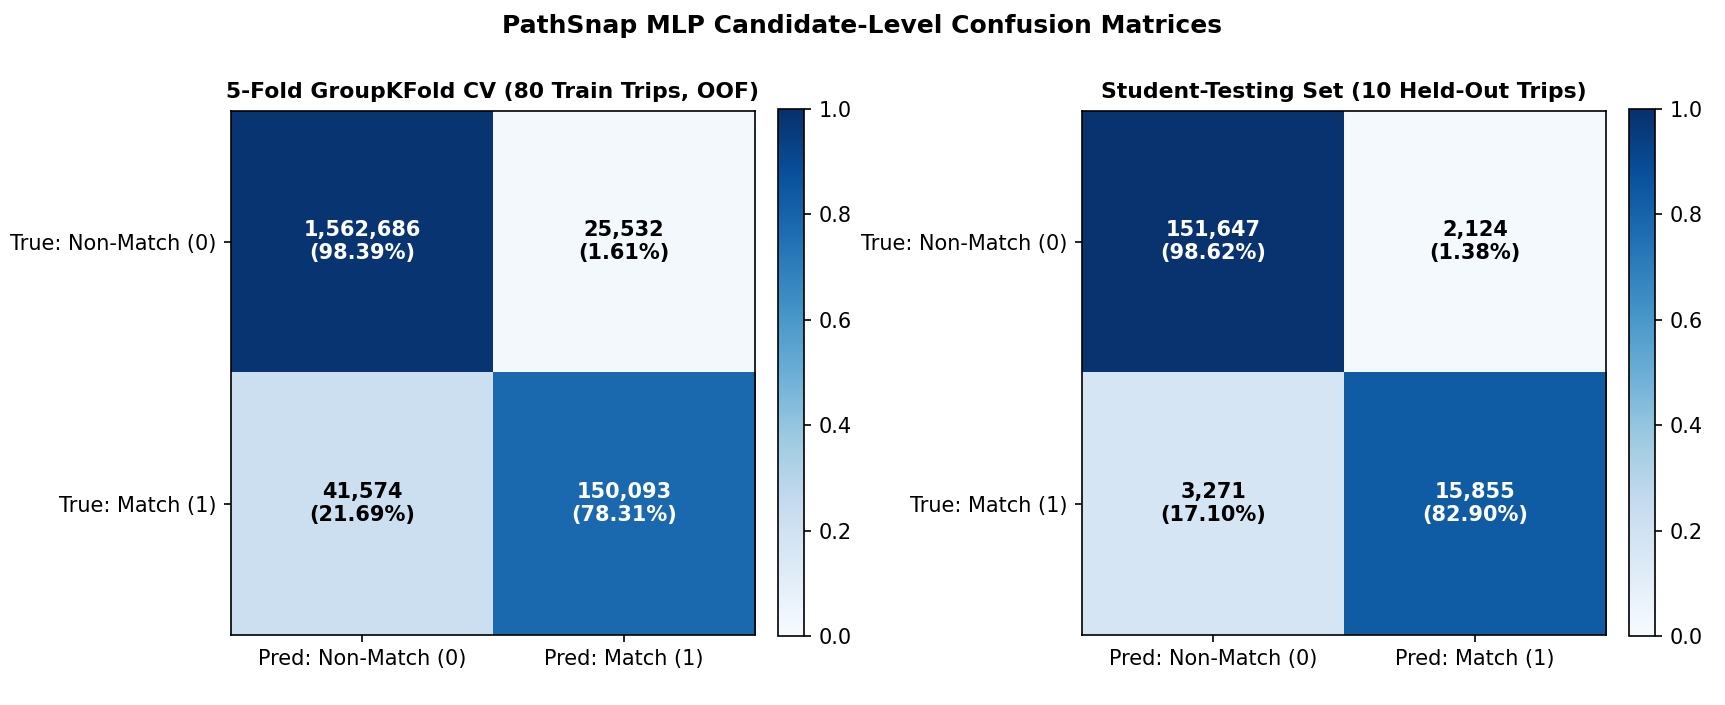 PathSnap MLP Candidate-Level Confusion Matrices
5-Fold GroupKFold CV (80 Train Trips, OOF)
True: Non-Match (0)
1,562,686
(98.39%)
25,532
(1.61%)
True: Match (1)
41,574
(21.69%)
150,093
(78.31%)
Pred: Non-Match (0)
Pred: Match (1)
1.0
0.8
0.6
0.4
0.2
0.0
Student-Testing Set (10 Held-Out Trips)
True: Non-Match (0)
151,647
(98.62%)
2,124
(1.38%)
True: Match (1)
3,271
(17.10%)
15,855
(82.90%)
Pred: Non-Match (0)
Pred: Match (1)
1.0
0.8
0.6
0.4
0.2
0.0